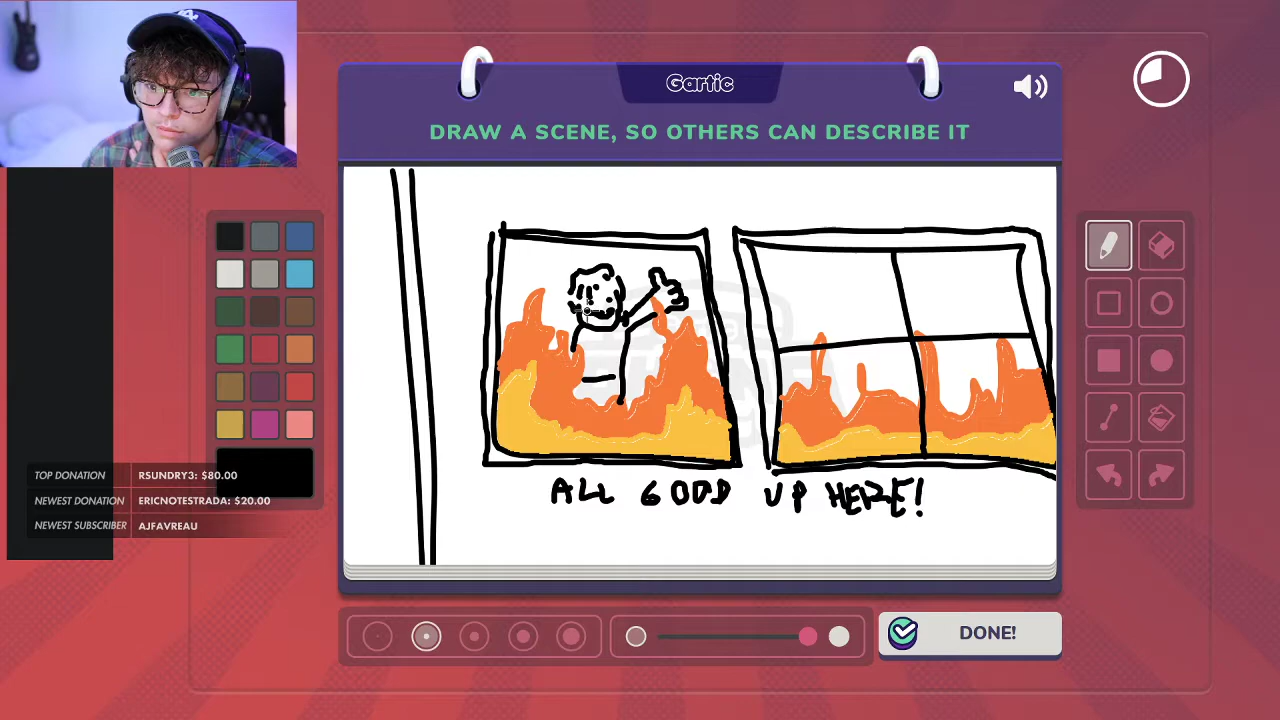 Gartic
DRAW A SCENE, SO OTHERS CAN DESCRIBE IT
ALL GOOD UP HERE!
TOP DONATION RSUNDRY3: $80.00
NEWEST DONATION ERICNOTESTRADA: $20.00
NEWEST SUBSCRIBER AJFAVREAU
DONE!